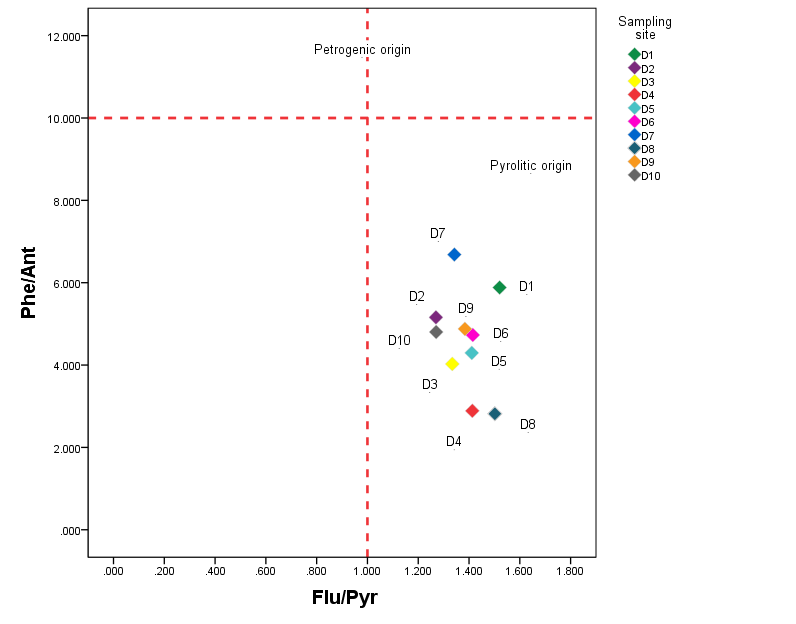 Sampling
site
D1
D2
D3
D4
D5
D6
D7
D8
D9
D10
Petrogenic origin
Pyrolitic origin
D7
D1
D2
D9
D6
D10
D5
D3
D8
D4
Phe/Ant
12.000
10.000
8.000
6.000
4.000
2.000
.000
.000 .200 .400 .600 1.000 1.200 1.400 1.600 1.800
.800
Flu/Pyr